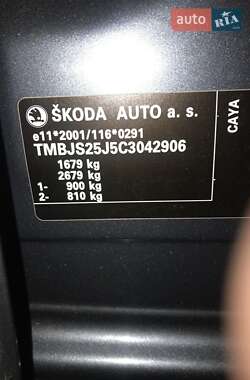 auto RIA
.com
ŠKODA AUTO a. s.
e11*2001/116*0291
TMBJS25J5C3042906
1679 kg
2679 kg
1- 900 kg
2- 810 kg
CAYA